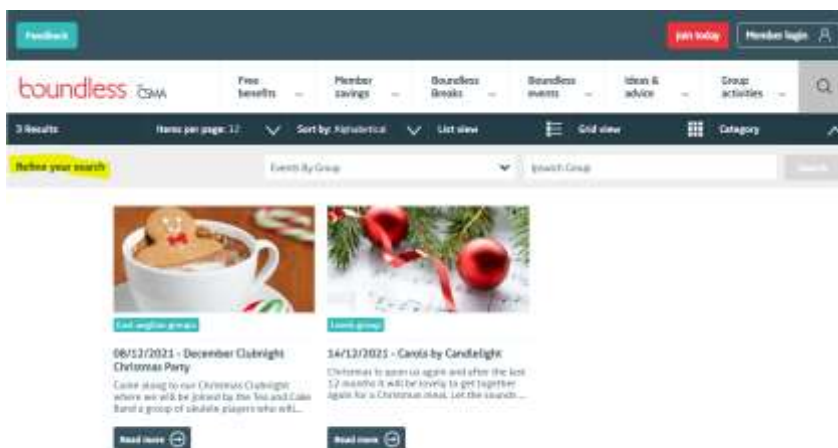 Feedback
Join today
Member login
boundless by CSMA
Free benefits
Member savings
Boundless Breaks
Boundless events
Ideas & advice
Group activities
3 Results
Items per page: 12
Sort by: Alphabetical
List view
Grid view
Category
Refine your search
Events By Group
Ipswich Group
Search
East anglian groups
08/12/2021 - December Clubnight
Christmas Party
Come along to our Christmas Clubnight
where we will be joined by the Tea and Cake
Band a group of ukulele players who will...
Read more
14/12/2021 - Carols by Candlelight
Christmas is upon us again and after the last
12 months it will be lovely to get together
again for a Christmas meal. Let the sounds ...
Read more